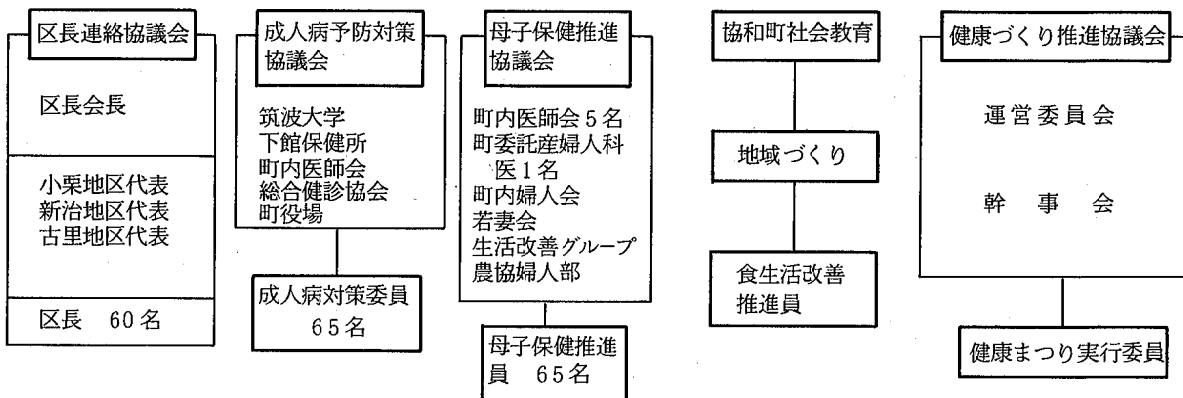 区長連絡協議会
区長会長
小栗地区代表
新治地区代表
古里地区代表
区長 60名
成人病予防対策
協議会
筑波大学
下館保健所
町内医師会
総合健診協会
町役場
成人病対策委員
65名
母子保健推進
協議会
町内医師会5名
町委託産婦人科
医1名
町内婦人会
若妻会
生活改善グループ
農協婦人部
母子保健推進
員 65名
協和町社会教育
地域づくり
食生活改善
推進員
健康づくり推進協議会
運営委員会
幹事会
健康まつり実行委員